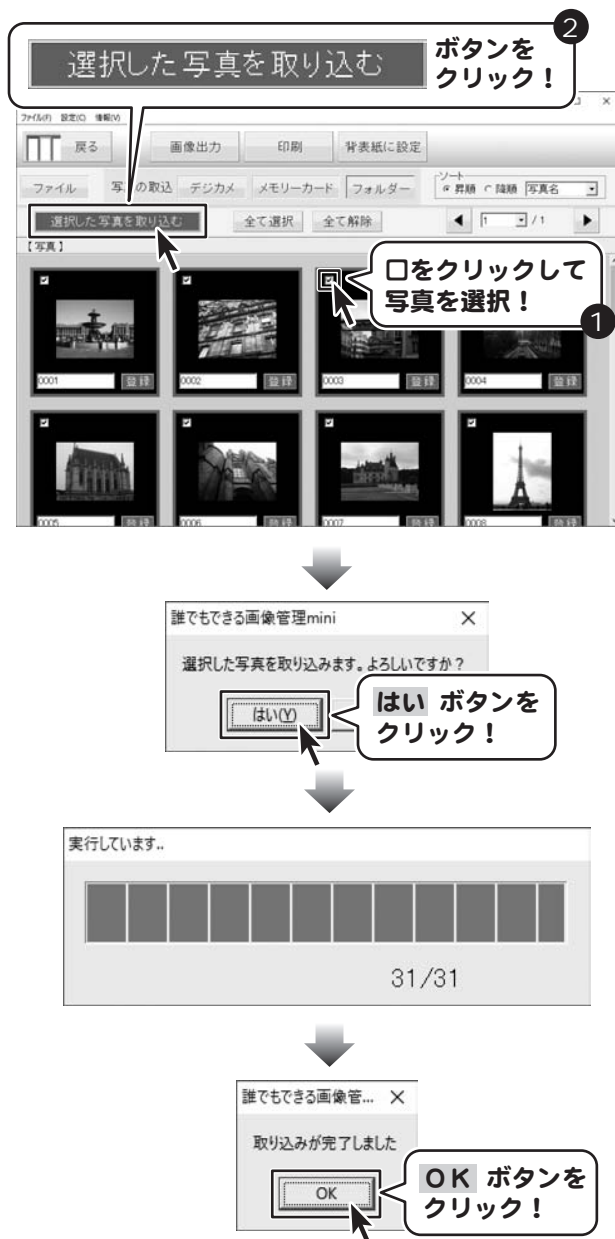 2
選択した写真を取り込む ボタンを
クリック！
ファイル(F) 設定(O) 情報(V)
戻る 画像出力 印刷 背表紙に設定
ファイル の取込 デジカメ メモリーカード フォルダー
ソート
昇順 降順 写真名
選択した写真を取り込む 全て選択 全て解除 1 / 1
【写真】
□をクリックして
写真を選択！
1
0001 登録 0002 登録 0003 登録 0004 登録
0005 登録 0006 登録 0007 登録 0008 登録
誰でもできる画像管理mini
選択した写真を取り込みます。よろしいですか？
はい(Y)
はい ボタンを
クリック！
実行しています..
31/31
誰でもできる画像管...
取り込みが完了しました
OK
OK ボタンを
クリック！